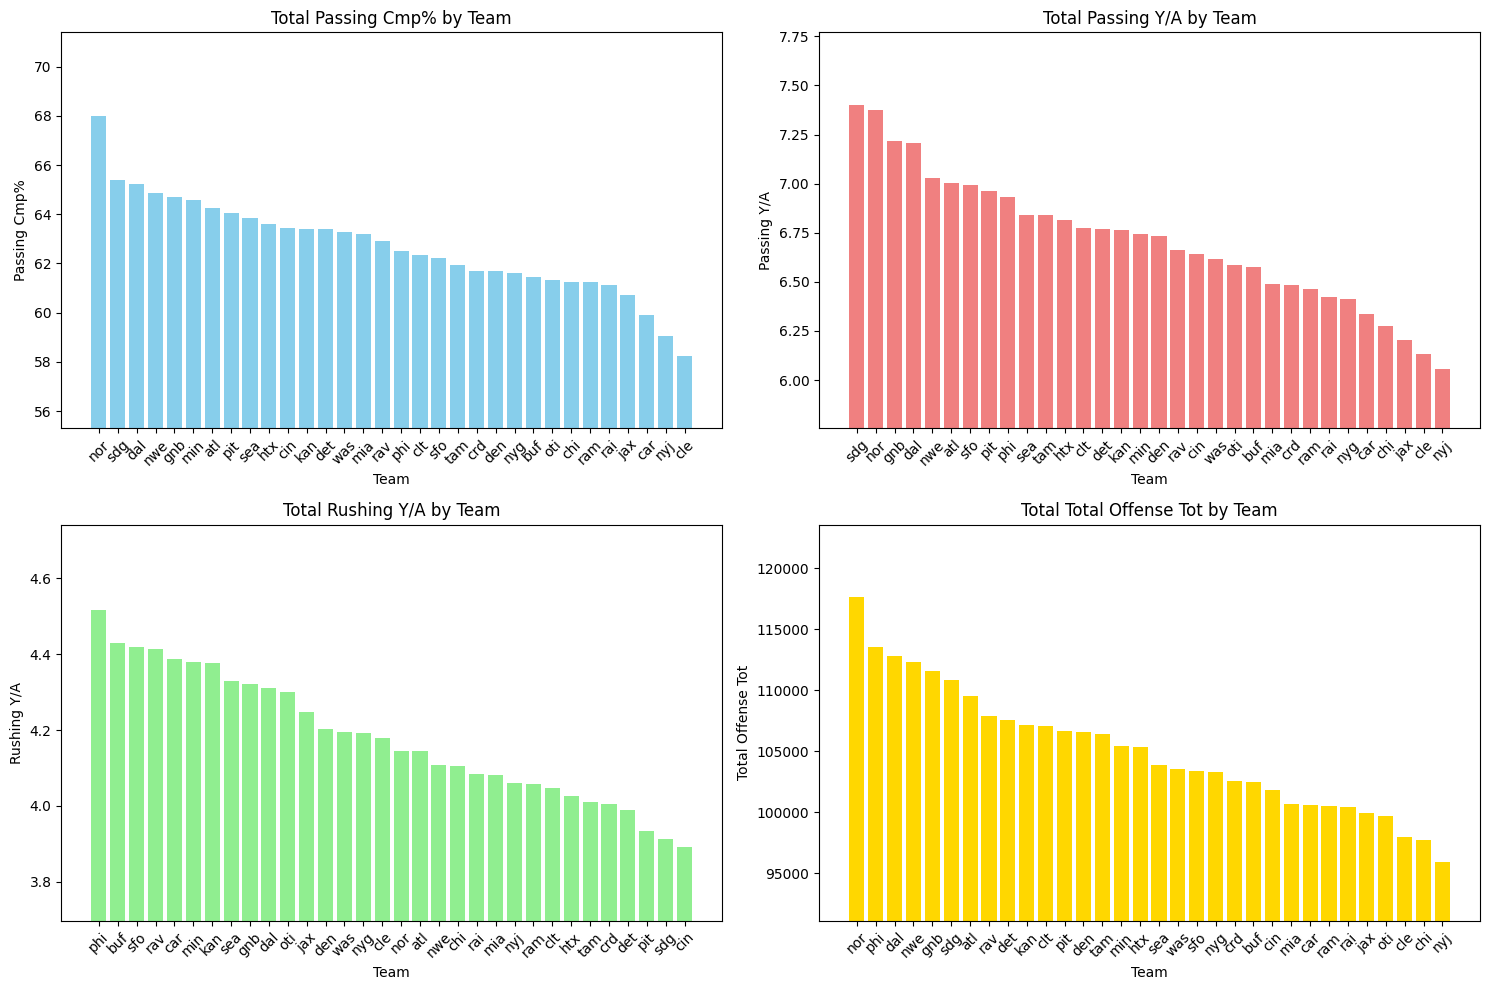 Total Passing Cmp% by Team
Passing Cmp%
70
68
66
64
62
60
58
56
nor sdg dal nwe gnb min atl pit sea htx cin kan det was mia rav phi clt sfo tam crd den nyg buf oti chi ram rai jax car nyj cle
Team
Total Passing Y/A by Team
Passing Y/A
7.75
7.50
7.25
7.00
6.75
6.50
6.25
6.00
sdg nor gnb dal nwe atl sfo pit phi sea tam htx clt det kan min den rav cin was oti buf mia crd ram rai nyg car chi jax cle nyj
Team
Total Rushing Y/A by Team
Rushing Y/A
4.6
4.4
4.2
4.0
3.8
phi buf sfo rav car min kan sea gnb dal oti jax den was nyg cle nor atl nwe chi rai mia nyj ram clt htx tam crd det pit sdg cin
Team
Total Total Offense Tot by Team
Total Offense Tot
120000
115000
110000
105000
100000
95000
nor phi dal nwe gnb sdg atl rav det kan clt pit den tam min htx sea was sfo nyg crd buf cin mia car ram rai jax oti cle chi nyj
Team